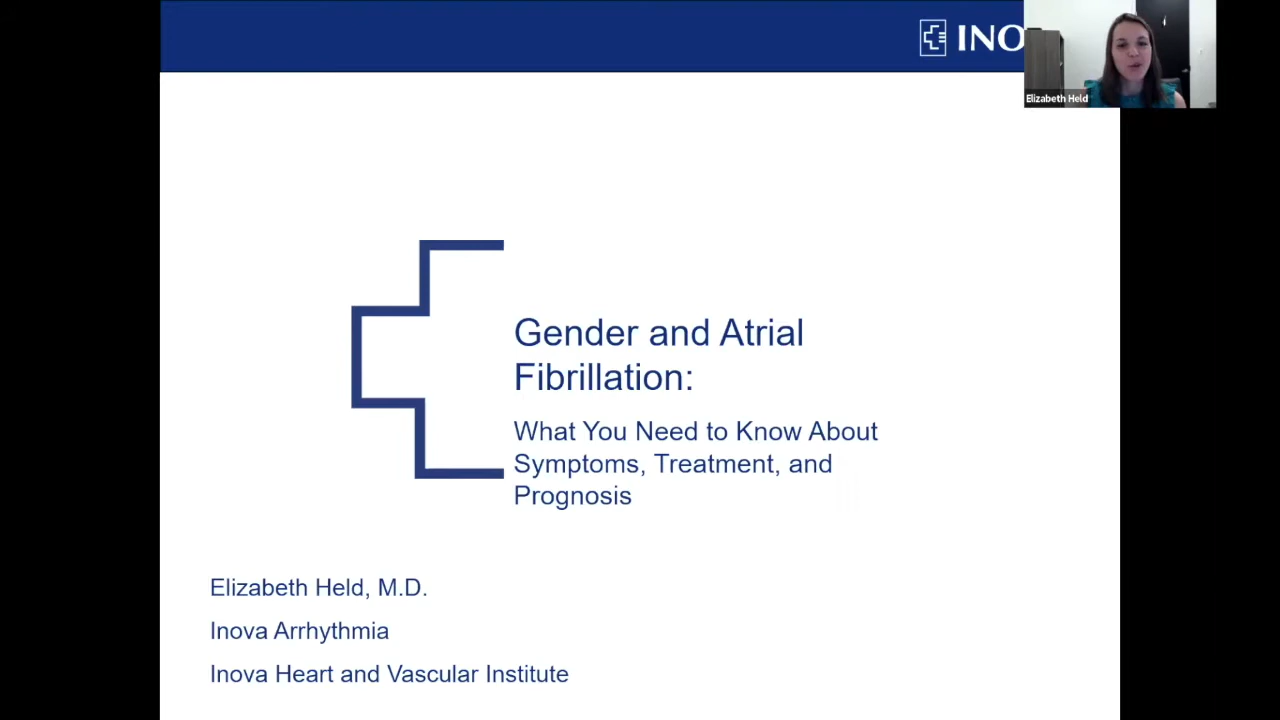 INO
Elizabeth Held
Gender and Atrial
Fibrillation:
What You Need to Know About
Symptoms, Treatment, and
Prognosis
Elizabeth Held, M.D.
Inova Arrhythmia
Inova Heart and Vascular Institute